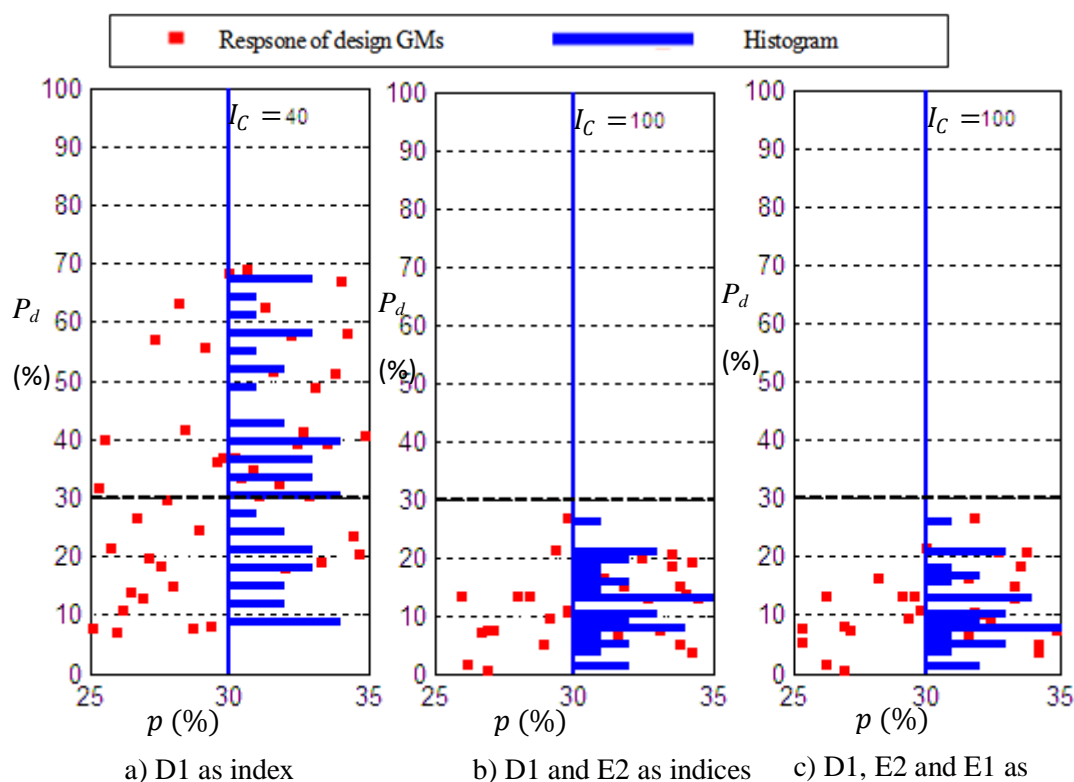 Respsone of design GMs Histogram
100 100 100
I_C = 40 I_C = 100 I_C = 100
90 90 90
80 80 80
70 70 70
P_d P_d P_d
60 60 60
(%) (%) (%)
50 50 50
40 40 40
30 30 30
20 20 20
10 10 10
0 0 0
25 30 35 25 30 35 25 30 35
p (%) p (%) p (%)
a) D1 as index b) D1 and E2 as indices c) D1, E2 and E1 as